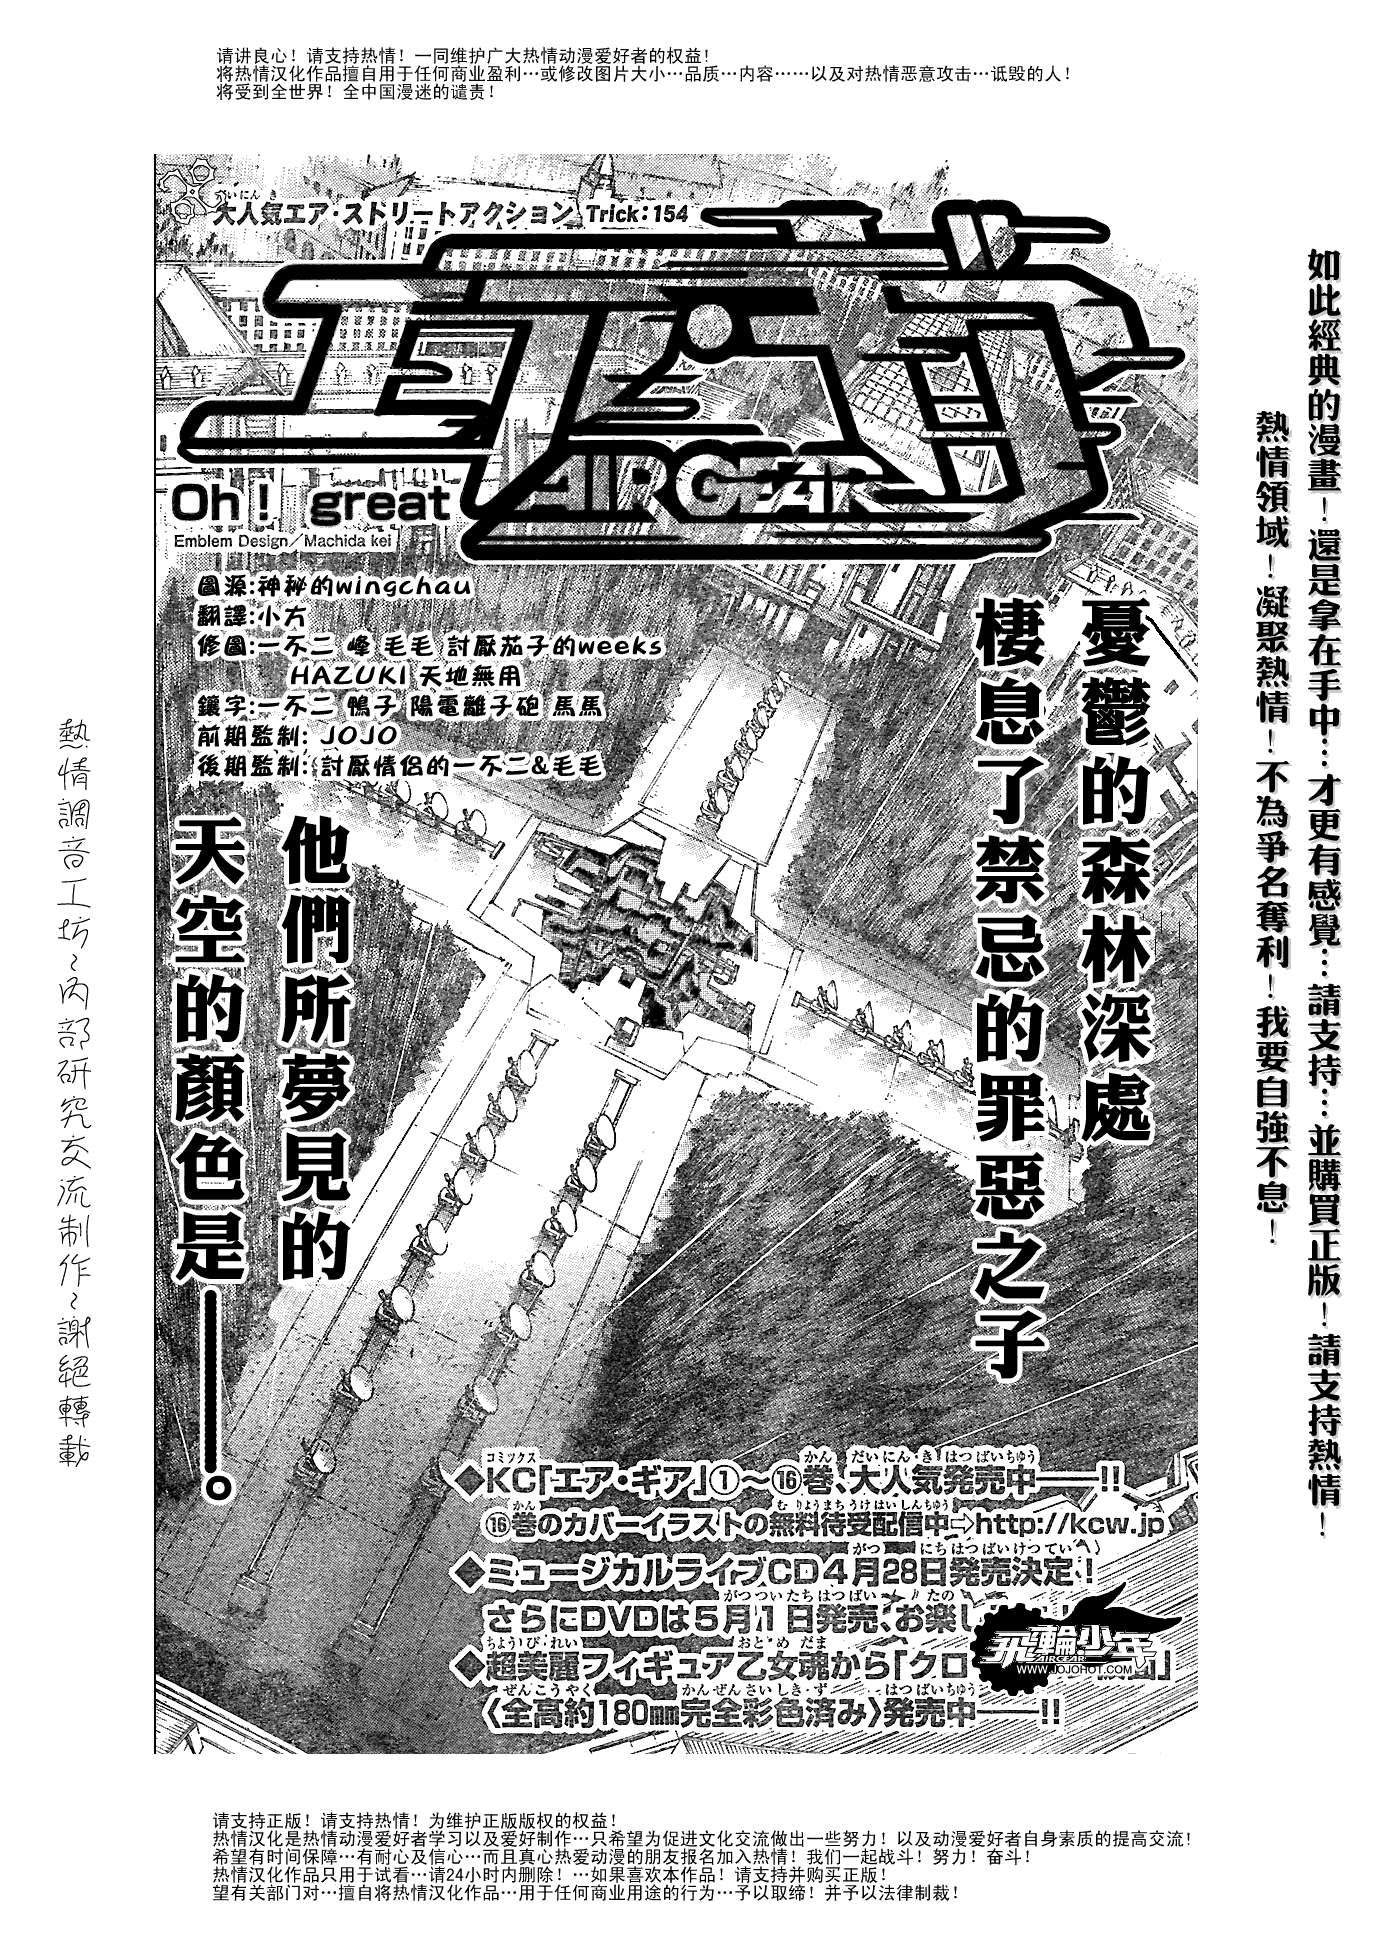 请讲良心！请支持热情！一同维护广大热情动漫爱好者的权益！
将热情汉化作品擅自用于任何商业盈利…或修改图片大小…品质…内容……以及对热情恶意攻击…诋毁的人！
将受到全世界！全中国漫迷的谴责！
如此經典的漫畫！還是拿在手中…才更有感覺…請支持…並購買正版！請支持熱情！
熱情領域！凝聚熱情！不為爭名奪利！我要自強不息！
大人気エア・ストリートアクション Trick:154
エア・ギア
AIR GEAR
Oh! great
Emblem Design／Machida kei
圖源:神秘的wingchau
翻譯:小方
修圖:一不二 峰 毛毛 討厭茄子的weeks
HAZUKI 天地無用
鑲字:一不二 鴨子 陽電離子砲 馬馬
前期監制: JOJO
後期監制: 討厭情侶的一不二&毛毛
憂鬱的森林深處
棲息了禁忌的罪惡之子
他們所夢見的
天空的顏色是——。
熱情調音工坊~內部研究交流制作~謝絕轉載
◆KC「エア・ギア」①～⑯巻、大人気発売中——!!
⑯巻のカバーイラストの無料待受配信中⇨http://kcw.jp
◆ミュージカルライブCD4月28日発売決定！
さらにDVDは5月1日発売、お楽し
◆超美麗フィギュア乙女魂から「クロ
〈全高約180mm完全彩色済み〉発売中——!!
飛輪少年
AIRGEAR
WWW.JOJOHOT.COM
请支持正版！请支持热情！为维护正版版权的权益！
热情汉化是热情动漫爱好者学习以及爱好制作…只希望为促进文化交流做出一些努力！以及动漫爱好者自身素质的提高交流！
希望有时间保障…有耐心及信心…而且真心热爱动漫的朋友报名加入热情！我们一起战斗！努力！奋斗！
热情汉化作品只用于试看…请24小时内删除！…如果喜欢本作品！请支持并购买正版！
望有关部门对…擅自将热情汉化作品…用于任何商业用途的行为…予以取缔！并予以法律制裁！